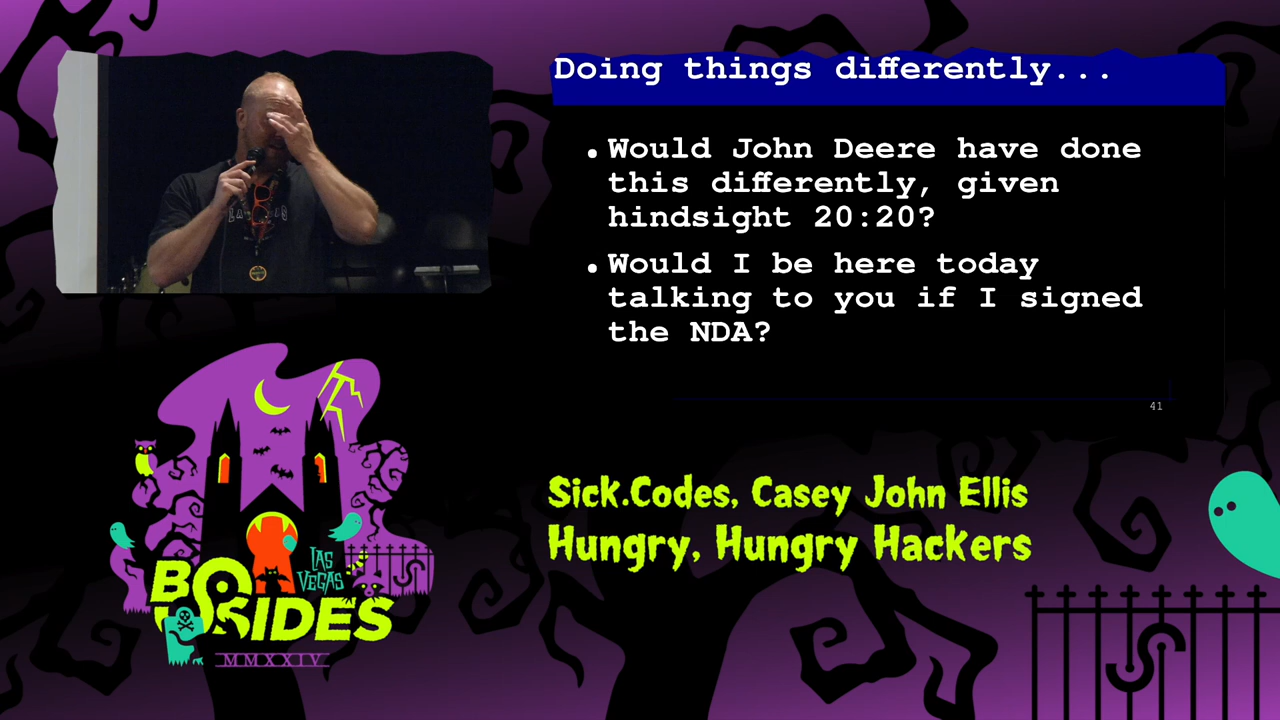 Doing things differently...
• Would John Deere have done
this differently, given
hindsight 20:20?
• Would I be here today
talking to you if I signed
the NDA?
41
Sick.Codes, Casey John Ellis
Hungry, Hungry Hackers
LAS
VEGAS
BSIDES
MMXXIV